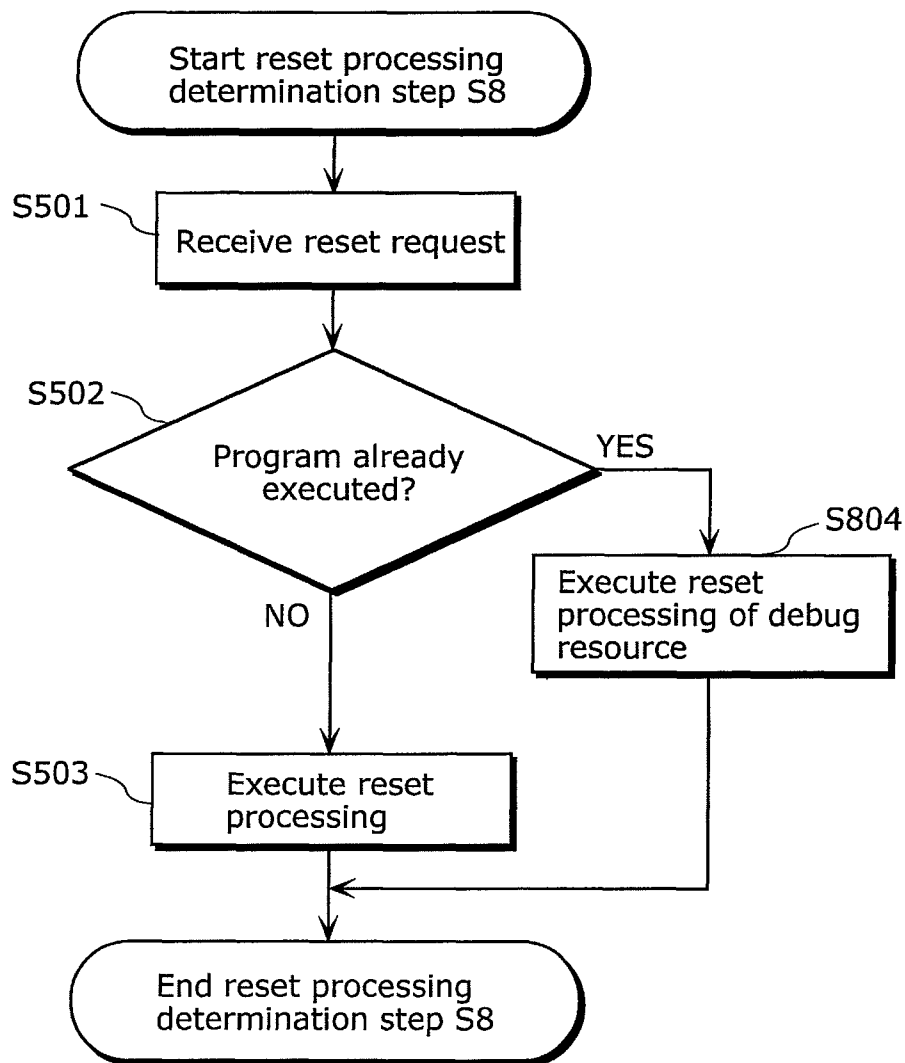 Start reset processing
determination step S8
S501
Receive reset request
S502
Program already
executed?
YES
S804
Execute reset
processing of debug
resource
NO
S503
Execute reset
processing
End reset processing
determination step S8